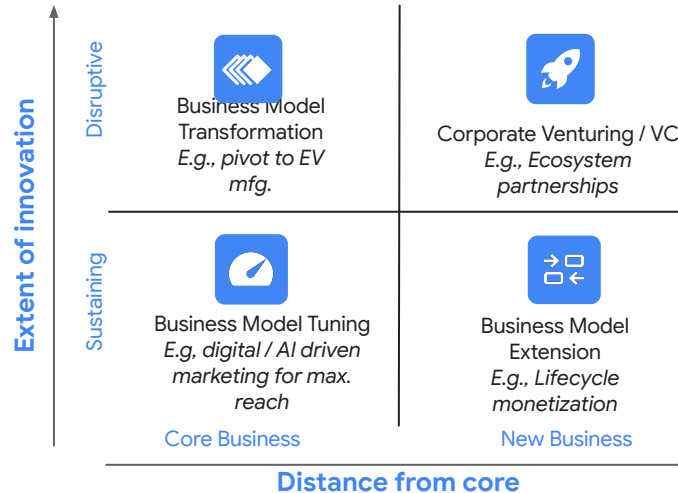 Extent of innovation
Disruptive
Business Model
Transformation
E.g., pivot to EV
mfg.
Corporate Venturing / VC
E.g., Ecosystem
partnerships
Sustaining
Business Model Tuning
E.g, digital / AI driven
marketing for max.
reach
Business Model
Extension
E.g., Lifecycle
monetization
Core Business
New Business
Distance from core